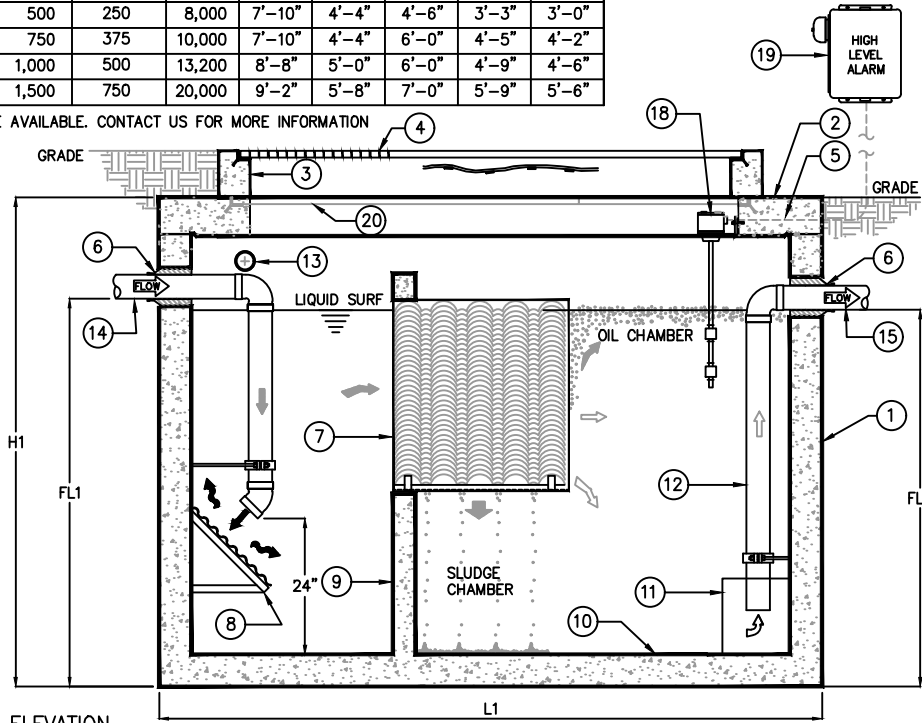 500 250 8,000 7'-10" 4'-4" 4'-6" 3'-3" 3'-0"
750 375 10,000 7'-10" 4'-4" 6'-0" 4'-5" 4'-2"
1,000 500 13,200 8'-8" 5'-0" 6'-0" 4'-9" 4'-6"
1,500 750 20,000 9'-2" 5'-8" 7'-0" 5'-9" 5'-6"
AVAILABLE. CONTACT US FOR MORE INFORMATION
19
HIGH
LEVEL
ALARM
4
18
2
5
GRADE
3
20
GRADE
6
13
6
FLOW
FLOW
14
LIQUID SURF
OIL CHAMBER
15
7
1
H1
FL1
12
FL
24"
9
SLUDGE
CHAMBER
11
8
10
L1
ELEVATION